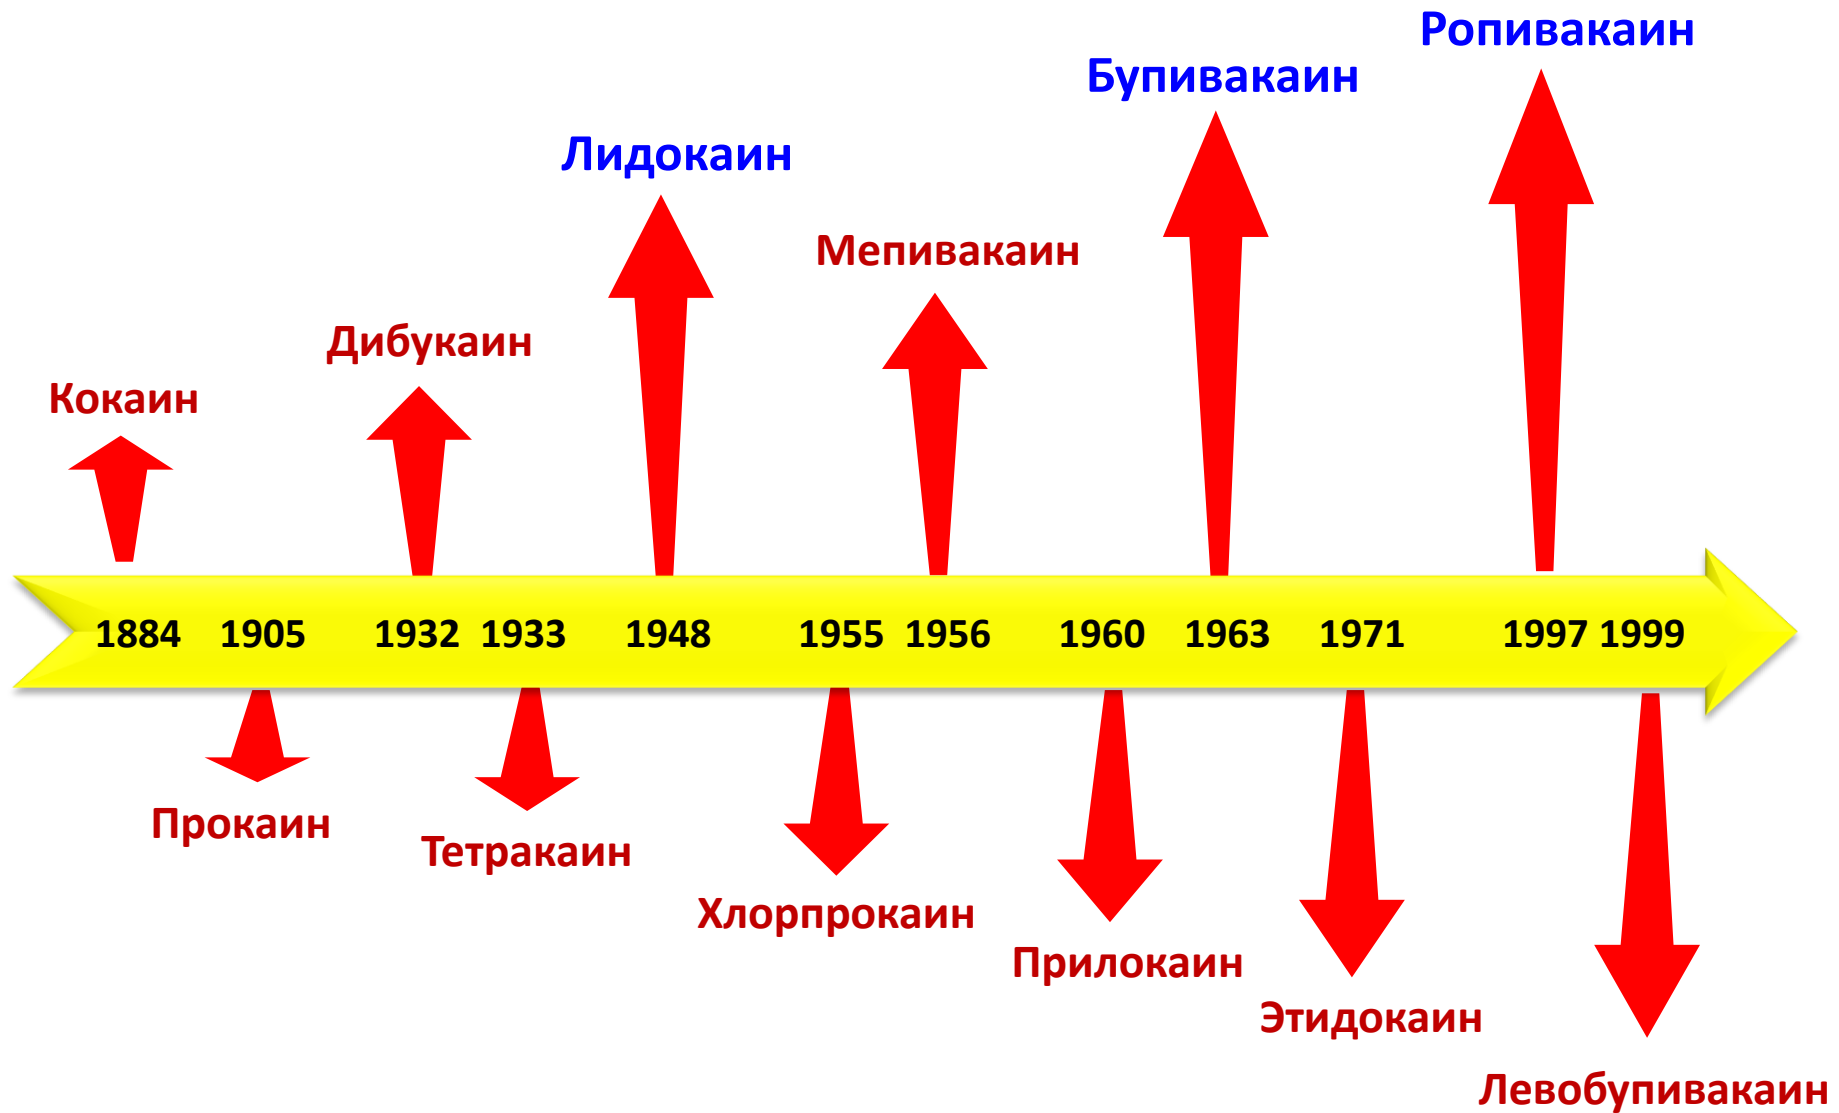 Ропивакаин
Бупивакаин
Лидокаин
Мепивакаин
Дибукаин
Кокаин
1884 1905 1932 1933 1948 1955 1956 1960 1963 1971 1997 1999
Прокаин
Тетракаин
Хлорпрокаин
Прилокаин
Этидокаин
Левобупивакаин